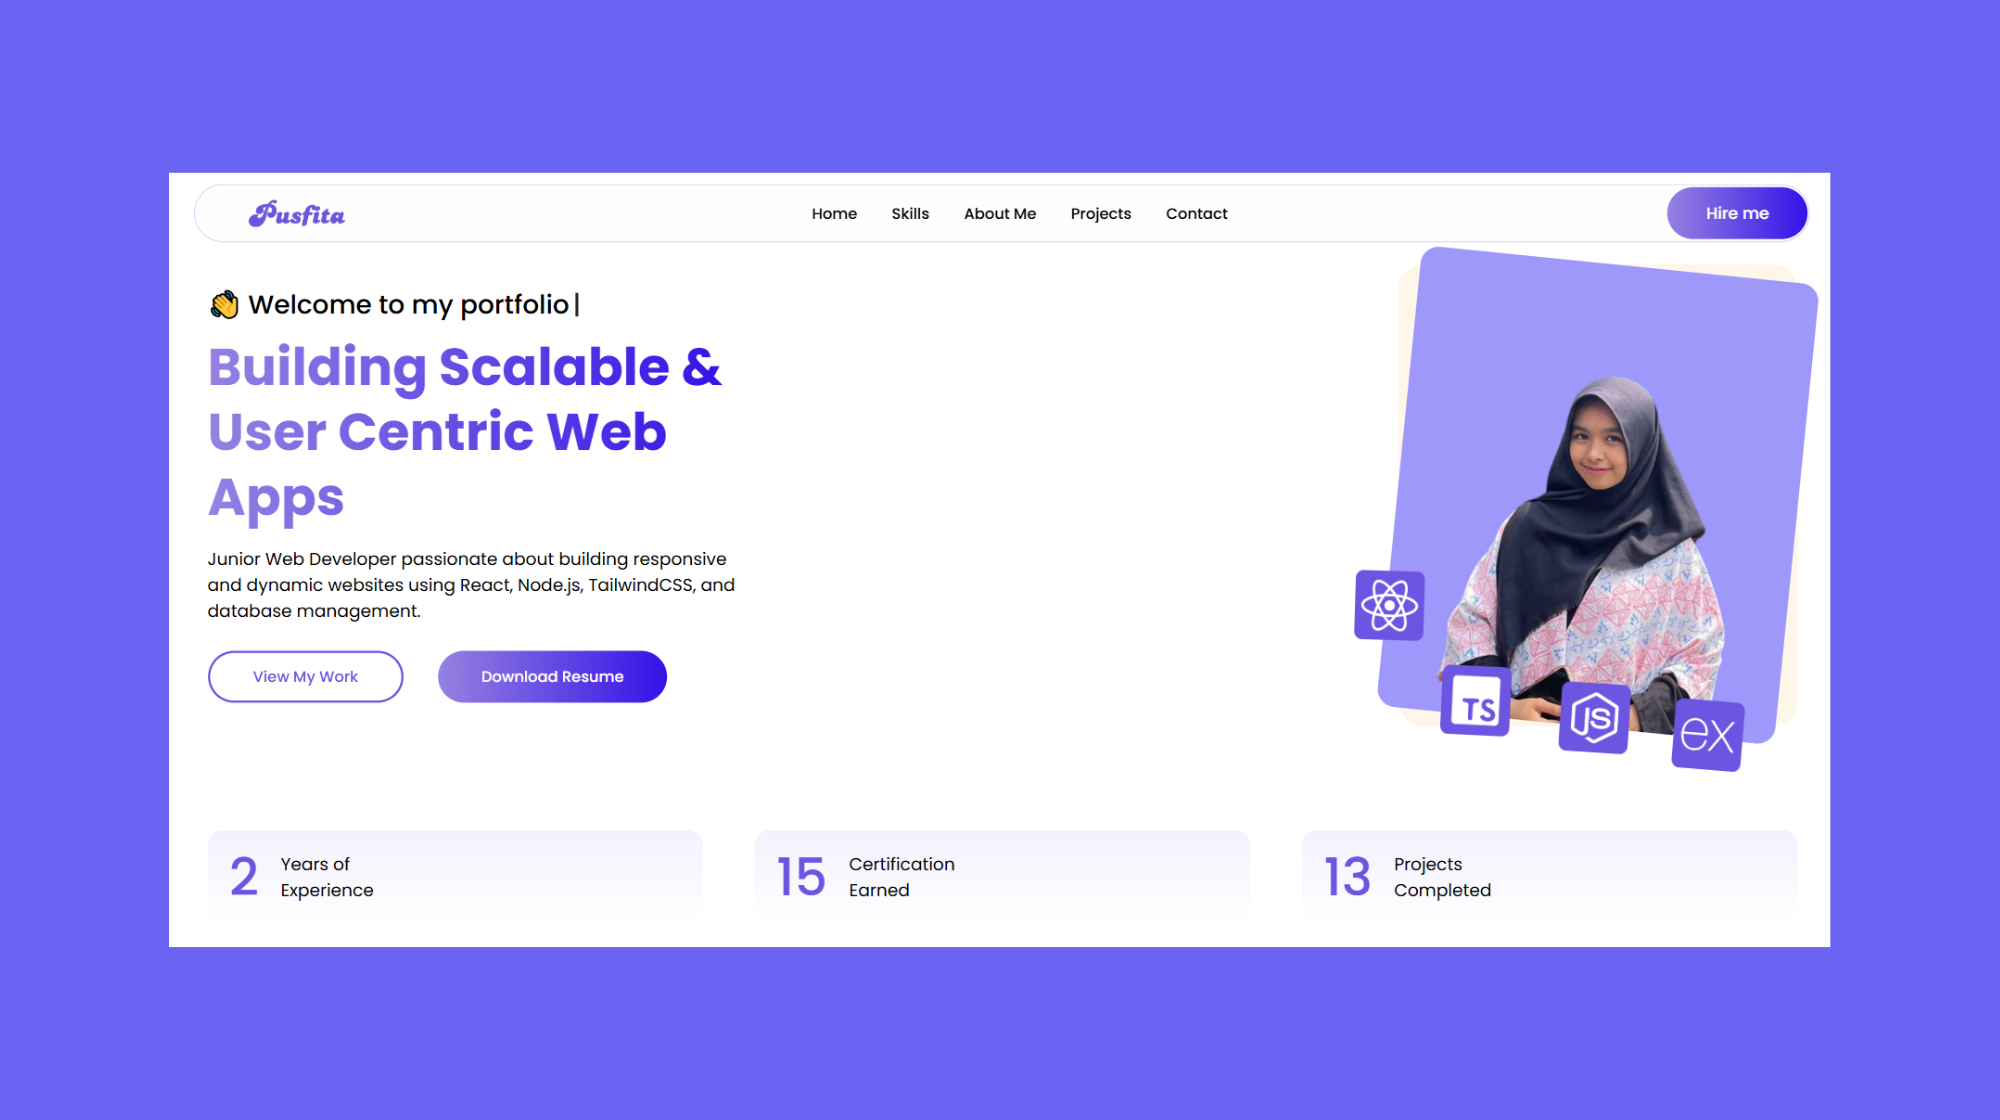 Pusfita
Home Skills About Me Projects Contact
Hire me
👋 Welcome to my portfolio|
Building Scalable &
User Centric Web
Apps
Junior Web Developer passionate about building responsive
and dynamic websites using React, Node.js, TailwindCSS, and
database management.
View My Work
Download Resume
TS
JS
ex
2
Years of
Experience
15
Certification
Earned
13
Projects
Completed